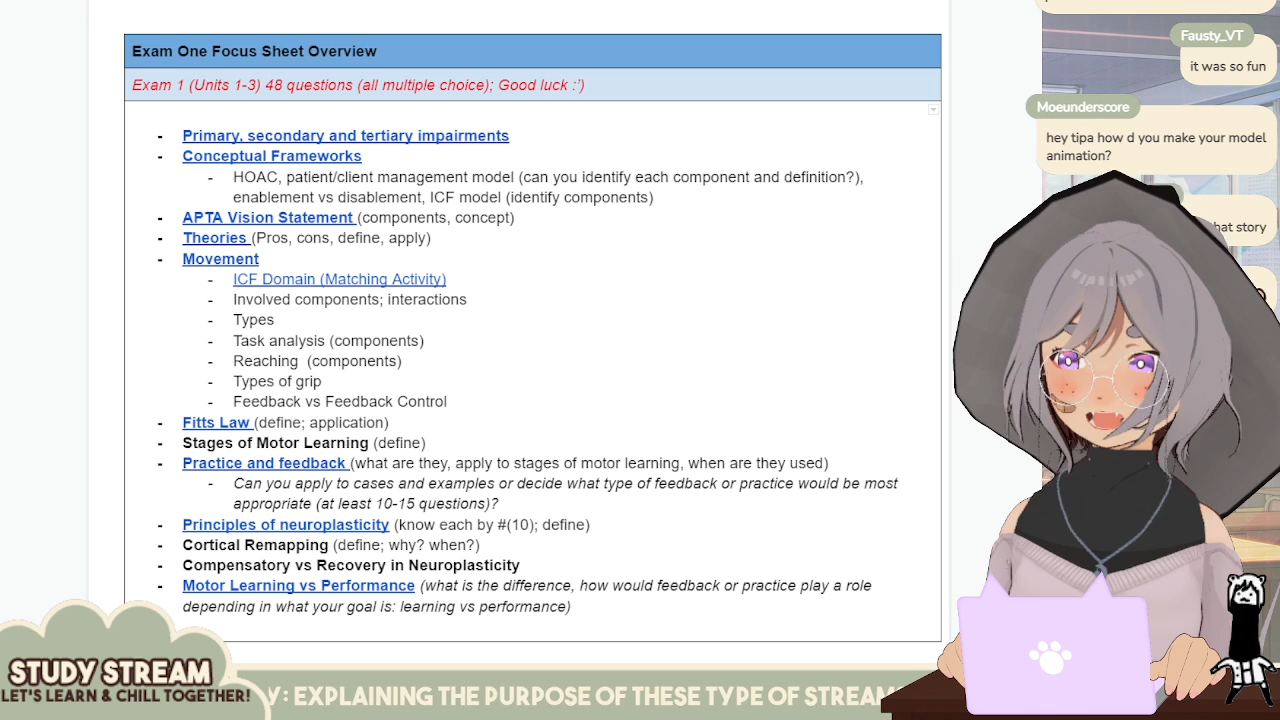 Exam One Focus Sheet Overview
Exam 1 (Units 1-3) 48 questions (all multiple choice); Good luck :')
- Primary, secondary and tertiary impairments
- Conceptual Frameworks
- HOAC, patient/client management model (can you identify each component and definition?),
enablement vs disablement, ICF model (identify components)
- APTA Vision Statement (components, concept)
- Theories (Pros, cons, define, apply)
- Movement
- ICF Domain (Matching Activity)
- Involved components; interactions
- Types
- Task analysis (components)
- Reaching (components)
- Types of grip
- Feedback vs Feedback Control
- Fitts Law (define; application)
- Stages of Motor Learning (define)
- Practice and feedback (what are they, apply to stages of motor learning, when are they used)
- Can you apply to cases and examples or decide what type of feedback or practice would be most
appropriate (at least 10-15 questions)?
- Principles of neuroplasticity (know each by #(10); define)
- Cortical Remapping (define; why? when?)
- Compensatory vs Recovery in Neuroplasticity
- Motor Learning vs Performance (what is the difference, how would feedback or practice play a role
depending in what your goal is: learning vs performance)
Fausty_VT
it was so fun
Moeunderscore
hey tipa how d you make your model
animation?
story
STUDY STREAM
LET'S LEARN & CHILL TOGETHER!
Y: EXPLAINING THE PURPOSE OF THESE TYPE OF STREAM